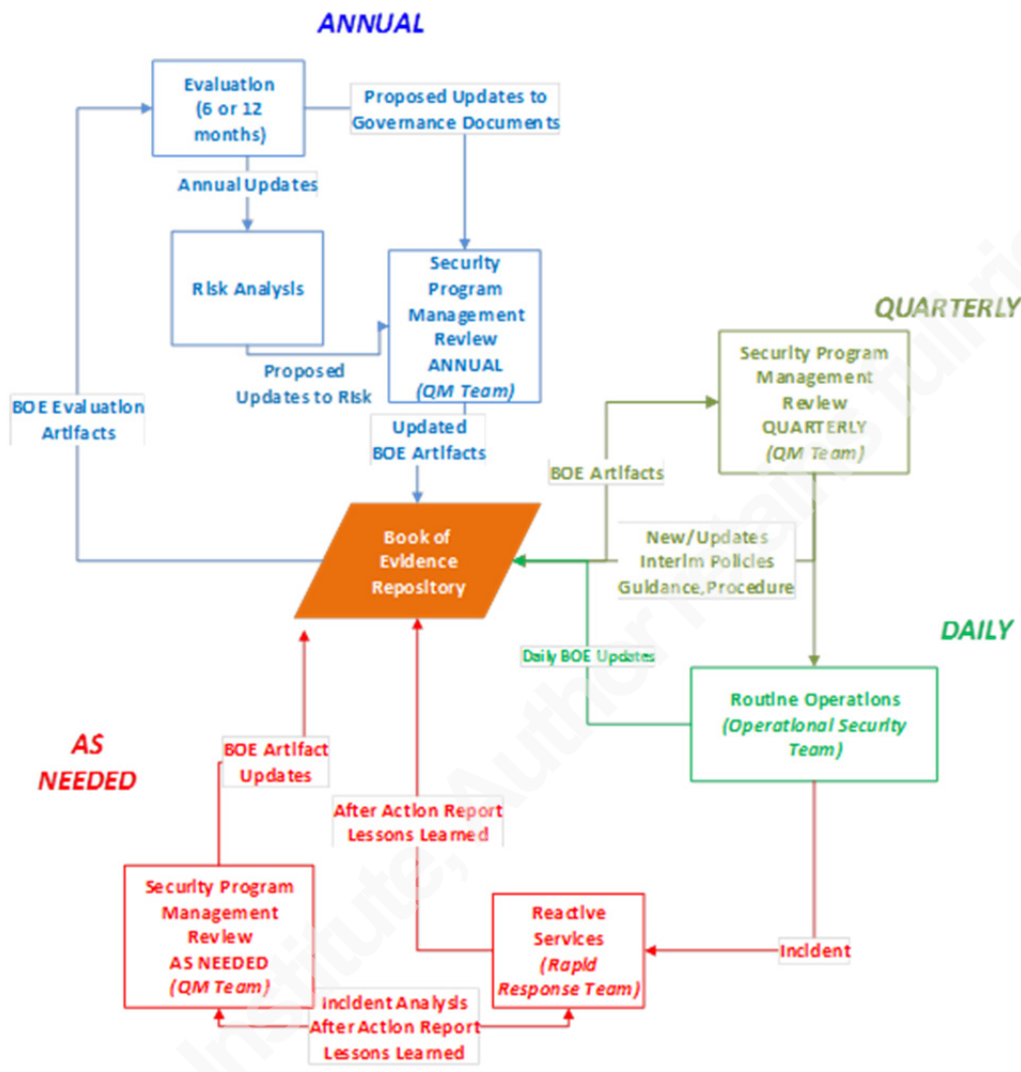 ANNUAL
Evaluation
(6 or 12
months)
Proposed Updates to
Governance Documents
Annual Updates
Risk Analysis
Security
Program
Management
Review
ANNUAL
(QM Team)
Proposed
Updates to Risk
BOE Evaluation
Artifacts
Updated
BOE Artifacts
QUARTERLY
Security Program
Management
Review
QUARTERLY
(QM Team)
BOE Artifacts
Book of
Evidence
Repository
New/Updates
Interim Policies
Guidance,Procedure
DAILY
Daily BOE Updates
Routine Operations
(Operational Security
Team)
AS
NEEDED
BOE Artifact
Updates
After Action Report
Lessons Learned
Security Program
Management
Review
AS NEEDED
(QM Team)
Reactive
Services
(Rapid
Response Team)
Incident
Incident Analysis
After Action Report
Lessons Learned
Institute, Author retains full